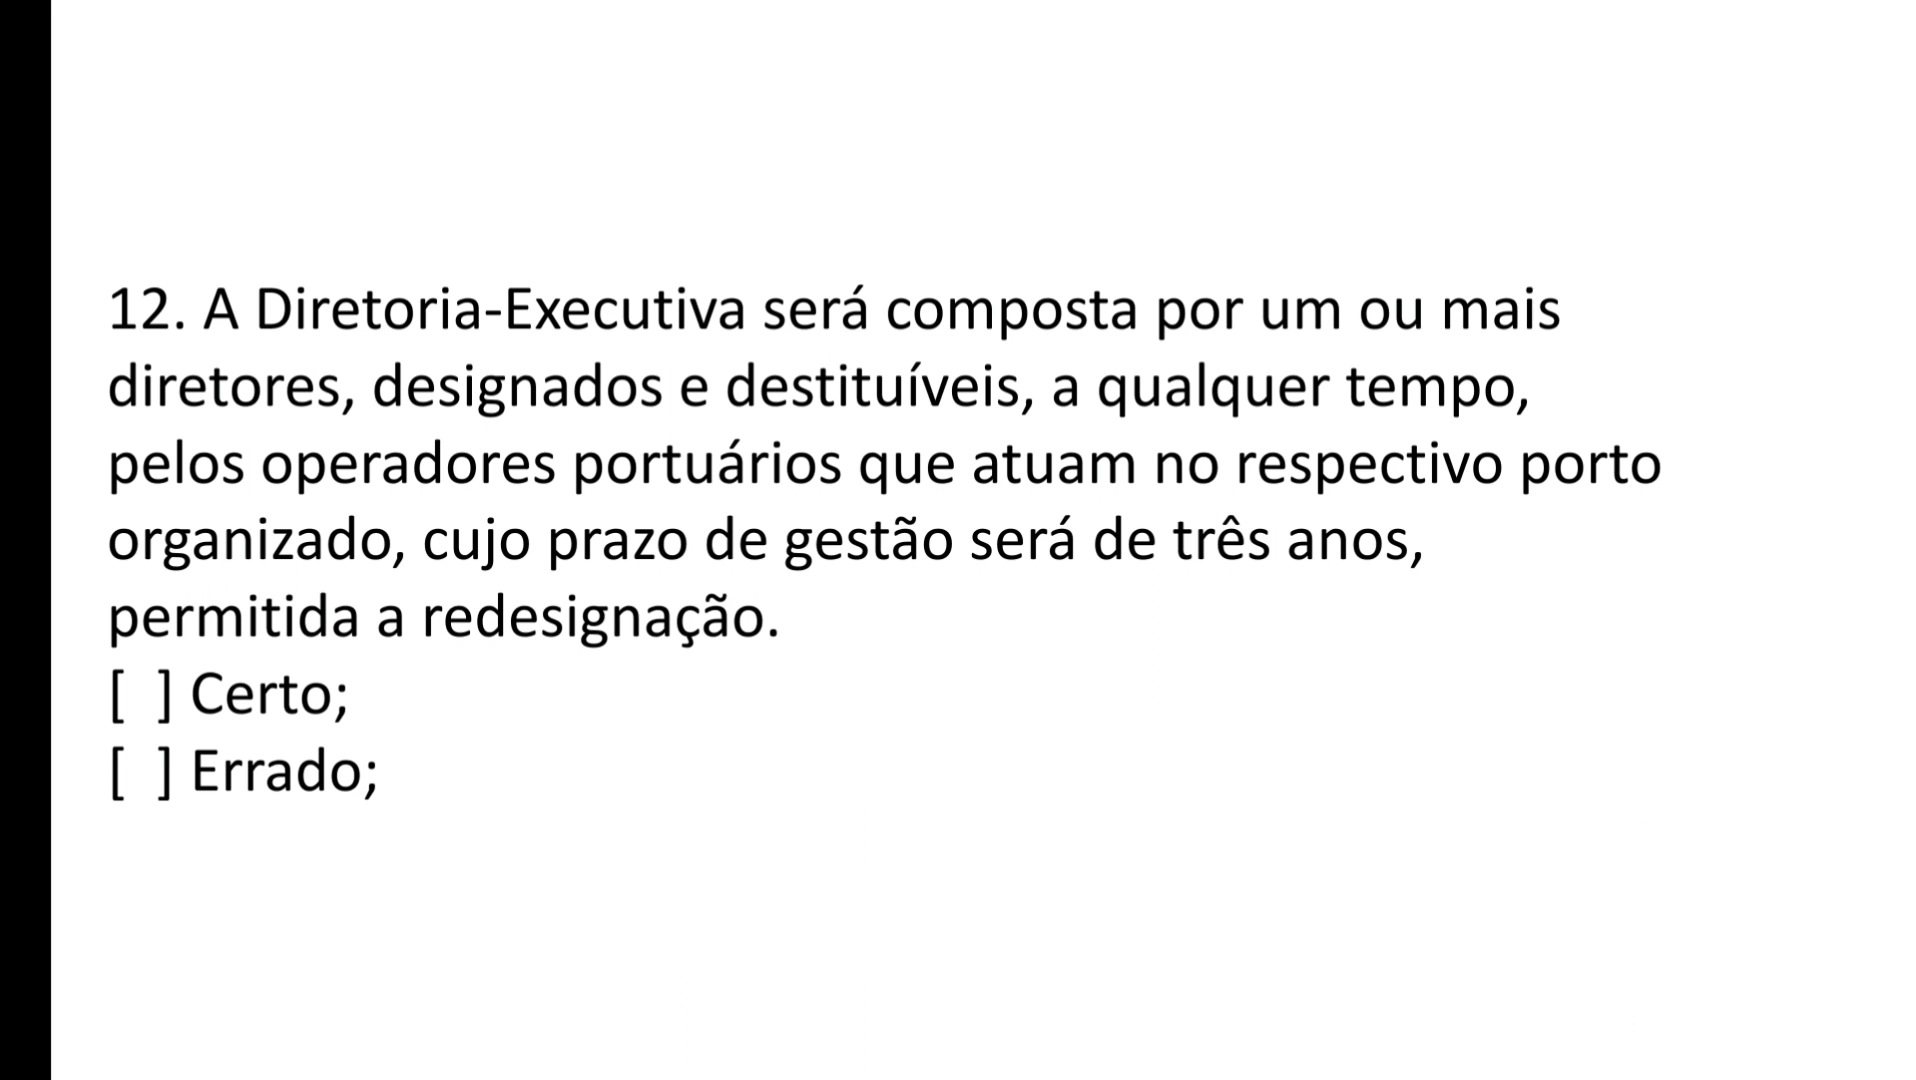 12. A Diretoria-Executiva será composta por um ou mais
diretores, designados e destituíveis, a qualquer tempo,
pelos operadores portuários que atuam no respectivo porto
organizado, cujo prazo de gestão será de três anos,
permitida a redesignação.
[  ] Certo;
[  ] Errado;